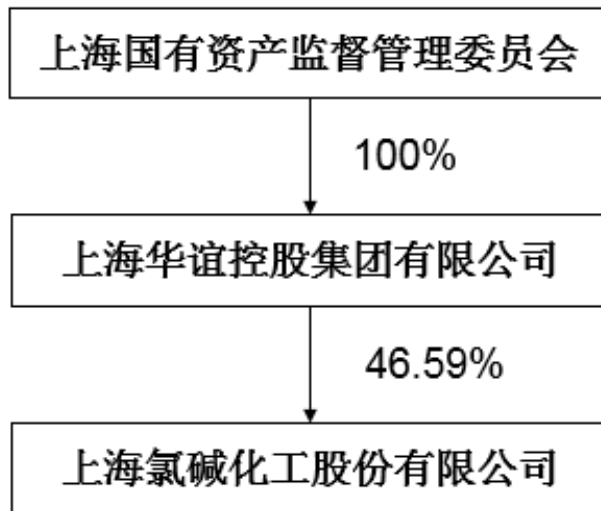 上海国有资产监督管理委员会
100%
上海华谊控股集团有限公司
46.59%
上海氯碱化工股份有限公司